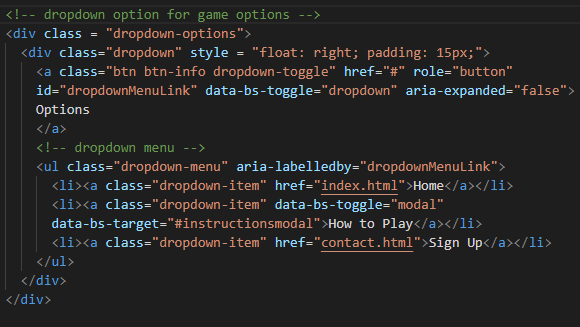 <!-- dropdown option for game options -->
<div class = "dropdown-options">
<div class="dropdown" style = "float: right; padding: 15px;">
<a class="btn btn-info dropdown-toggle" href="#" role="button"
id="dropdownMenuLink" data-bs-toggle="dropdown" aria-expanded="false">
Options
</a>
<!-- dropdown menu -->
<ul class="dropdown-menu" aria-labelledby="dropdownMenuLink">
<li><a class="dropdown-item" href="index.html">Home</a></li>
<li><a class="dropdown-item" data-bs-toggle="modal"
data-bs-target="#instructionsmodal">How to Play</a></li>
<li><a class="dropdown-item" href="contact.html">Sign Up</a></li>
</ul>
</div>
</div>